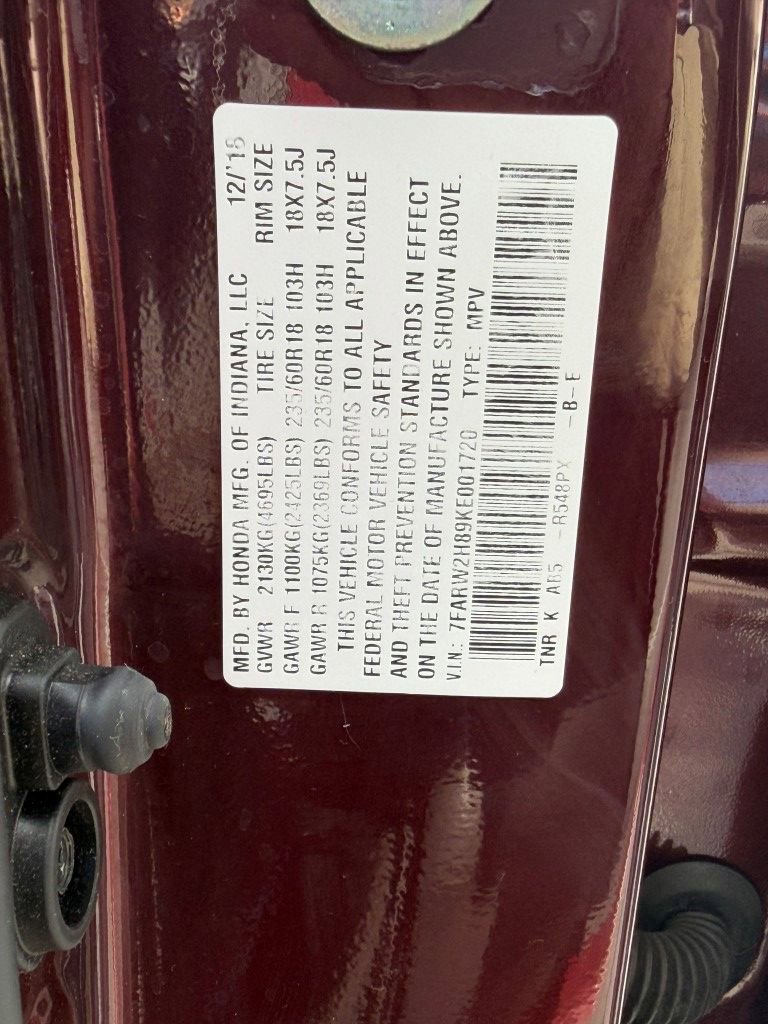 MFD. BY HONDA MFG. OF INDIANA, LLC 12/'18
GVWR 2130KG(4695LBS) TIRE SIZE RIM SIZE
GAWR F 1100KG(2425LBS) 235/60R18 103H 18X7.5J
GAWR R 1075KG(2369LBS) 235/60R18 103H 18X7.5J
THIS VEHICLE CONFORMS TO ALL APPLICABLE
FEDERAL MOTOR VEHICLE SAFETY
AND THEFT PREVENTION STANDARDS IN EFFECT
ON THE DATE OF MANUFACTURE SHOWN ABOVE.
V.I.N.: 7FARW2H89KE001720 TYPE: MPV
TNR K AB5 -R548PX -B-E